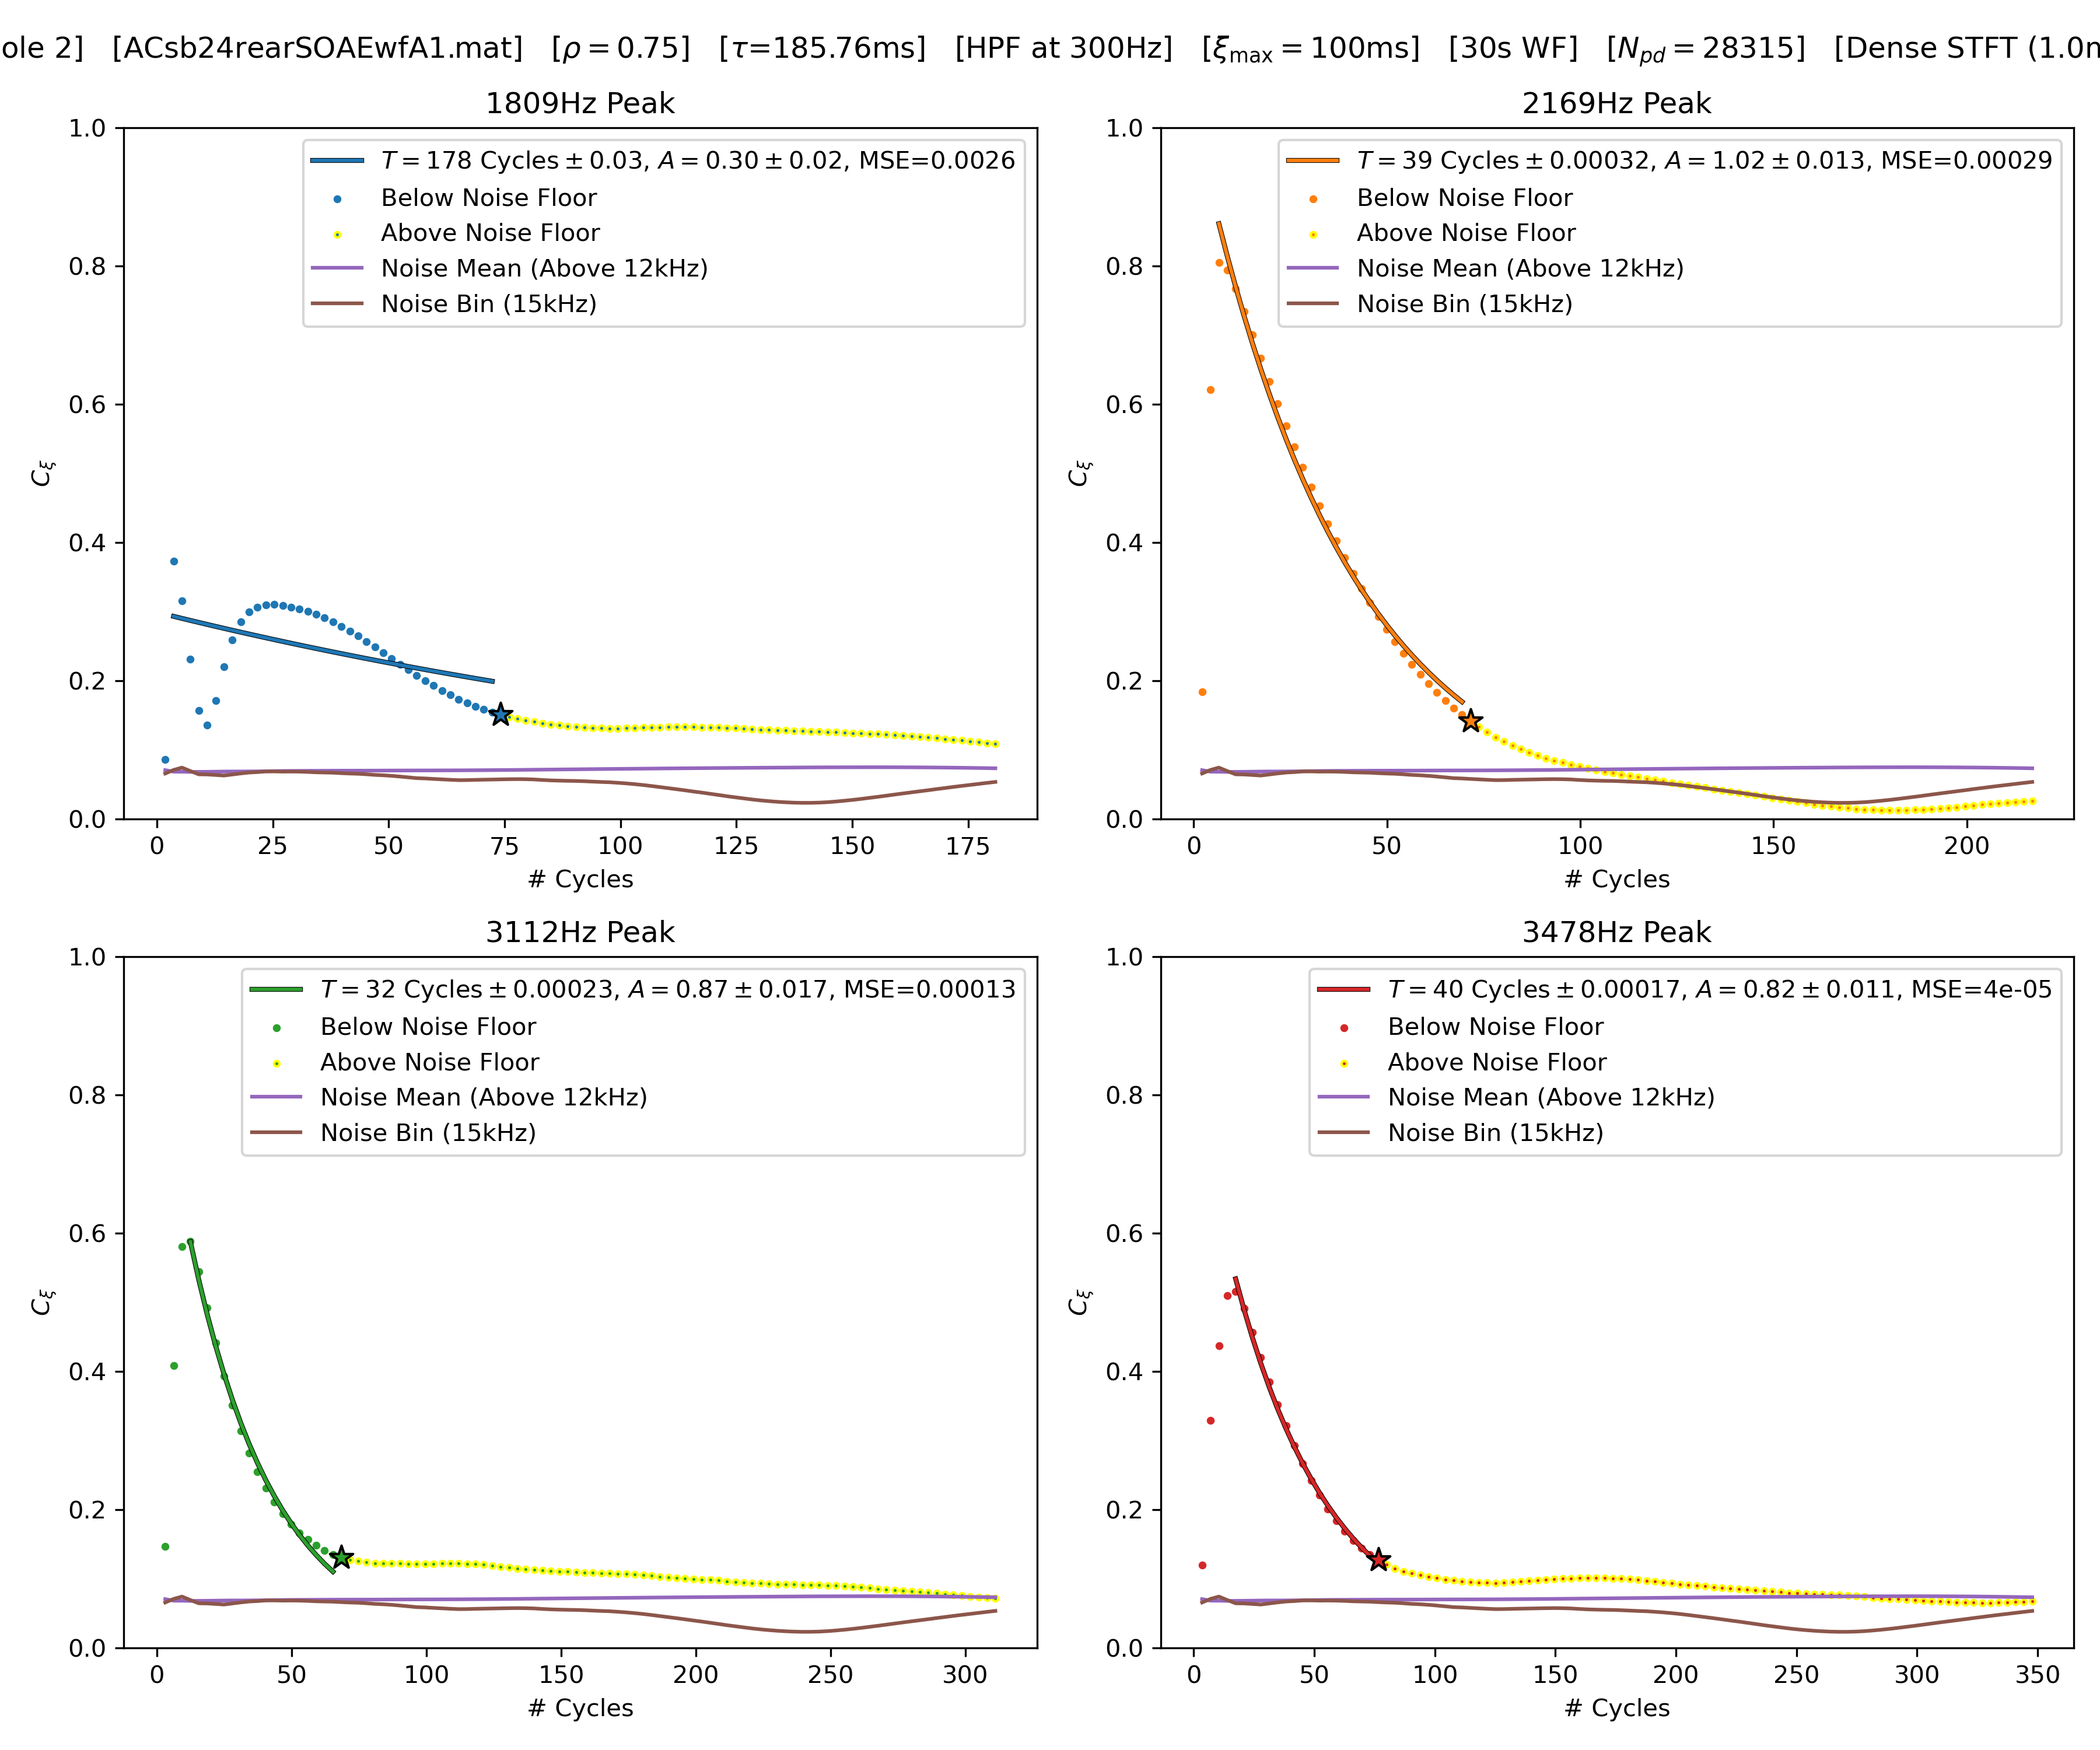 ole 2] [ACsb24rearSOAEwfA1.mat] [ρ = 0.75] [τ=185.76ms] [HPF at 300Hz] [ξmax = 100ms] [30s WF] [Npd = 28315] [Dense STFT (1.0m
1809Hz Peak
T = 178 Cycles ± 0.03, A = 0.30 ± 0.02, MSE=0.0026
Below Noise Floor
Above Noise Floor
Noise Mean (Above 12kHz)
Noise Bin (15kHz)
1.0
0.8
0.6
0.4
0.2
0.0
Cξ
0 25 50 75 100 125 150 175
# Cycles
2169Hz Peak
T = 39 Cycles ± 0.00032, A = 1.02 ± 0.013, MSE=0.00029
Below Noise Floor
Above Noise Floor
Noise Mean (Above 12kHz)
Noise Bin (15kHz)
1.0
0.8
0.6
0.4
0.2
0.0
Cξ
0 50 100 150 200
# Cycles
3112Hz Peak
T = 32 Cycles ± 0.00023, A = 0.87 ± 0.017, MSE=0.00013
Below Noise Floor
Above Noise Floor
Noise Mean (Above 12kHz)
Noise Bin (15kHz)
1.0
0.8
0.6
0.4
0.2
0.0
Cξ
0 50 100 150 200 250 300
# Cycles
3478Hz Peak
T = 40 Cycles ± 0.00017, A = 0.82 ± 0.011, MSE=4e-05
Below Noise Floor
Above Noise Floor
Noise Mean (Above 12kHz)
Noise Bin (15kHz)
1.0
0.8
0.6
0.4
0.2
0.0
Cξ
0 50 100 150 200 250 300 350
# Cycles